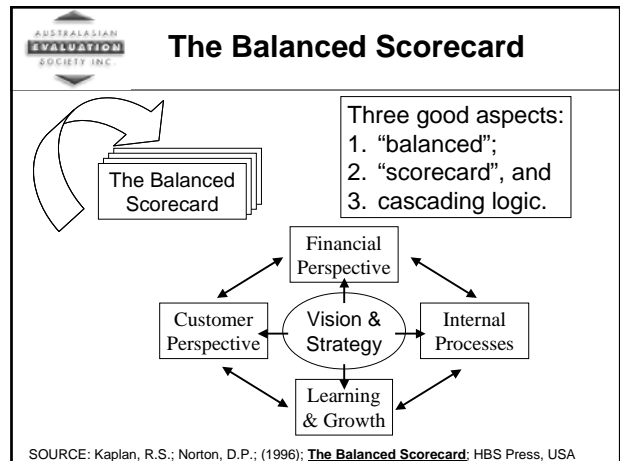 AUSTRALASIAN
EVALUATION
SOCIETY INC.
The Balanced Scorecard
The Balanced
Scorecard
Three good aspects:
1. “balanced”;
2. “scorecard”, and
3. cascading logic.
Financial
Perspective
Customer
Perspective
Vision &
Strategy
Internal
Processes
Learning
& Growth
SOURCE: Kaplan, R.S.; Norton, D.P.; (1996); The Balanced Scorecard; HBS Press, USA